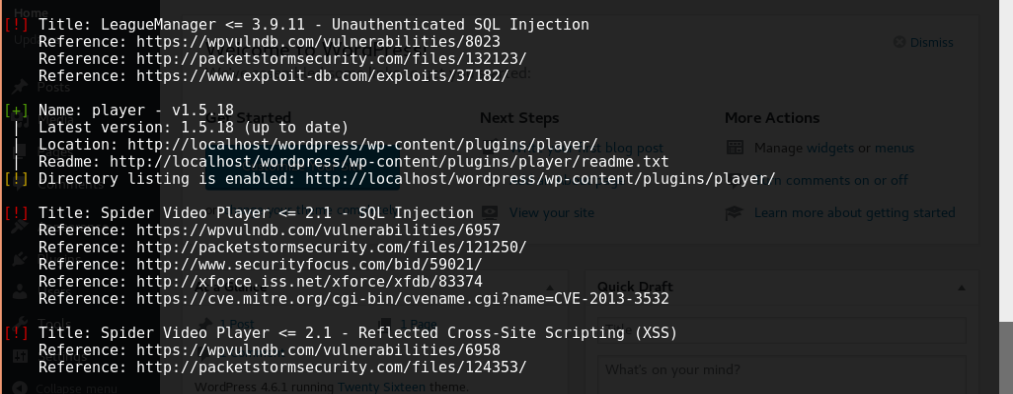 [!] Title: LeagueManager <= 3.9.11 - Unauthenticated SQL Injection
Reference: https://wpvulndb.com/vulnerabilities/8023
Reference: http://packetstormsecurity.com/files/132123/
Reference: https://www.exploit-db.com/exploits/37182/
[+] Name: player - v1.5.18
| Latest version: 1.5.18 (up to date)
| Location: http://localhost/wordpress/wp-content/plugins/player/
| Readme: http://localhost/wordpress/wp-content/plugins/player/readme.txt
[!] Directory listing is enabled: http://localhost/wordpress/wp-content/plugins/player/
[!] Title: Spider Video Player <= 2.1 - SQL Injection
Reference: https://wpvulndb.com/vulnerabilities/6957
Reference: http://packetstormsecurity.com/files/121250/
Reference: http://www.securityfocus.com/bid/59021/
Reference: http://xforce.iss.net/xforce/xfdb/83374
Reference: https://cve.mitre.org/cgi-bin/cvename.cgi?name=CVE-2013-3532
[!] Title: Spider Video Player <= 2.1 - Reflected Cross-Site Scripting (XSS)
Reference: https://wpvulndb.com/vulnerabilities/6958
Reference: http://packetstormsecurity.com/files/124353/
Home
Posts
Collapse menu
Dismiss
Get Started
Next Steps
More Actions
blog post
View your site
Manage widgets or menus
comments on or off
Learn more about getting started
Quick Draft
1 Post
1 Page
What's on your mind?
WordPress 4.6.1 running Twenty Sixteen theme.